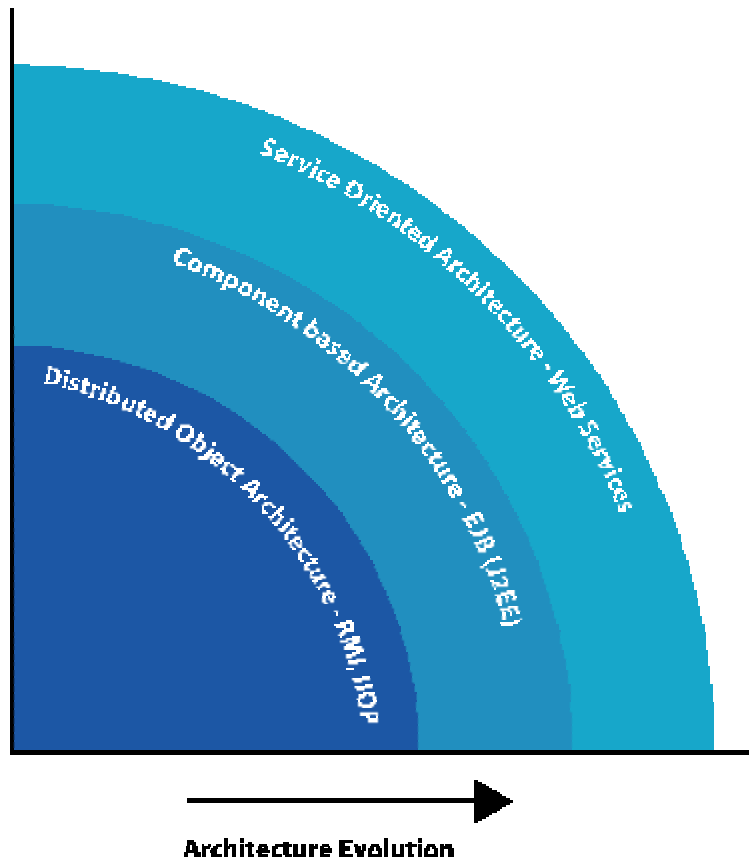 Service Oriented Architecture - Web Services
Component based Architecture - EJB (J2EE)
Distributed Object Architecture - RMI, IIOP
Architecture Evolution